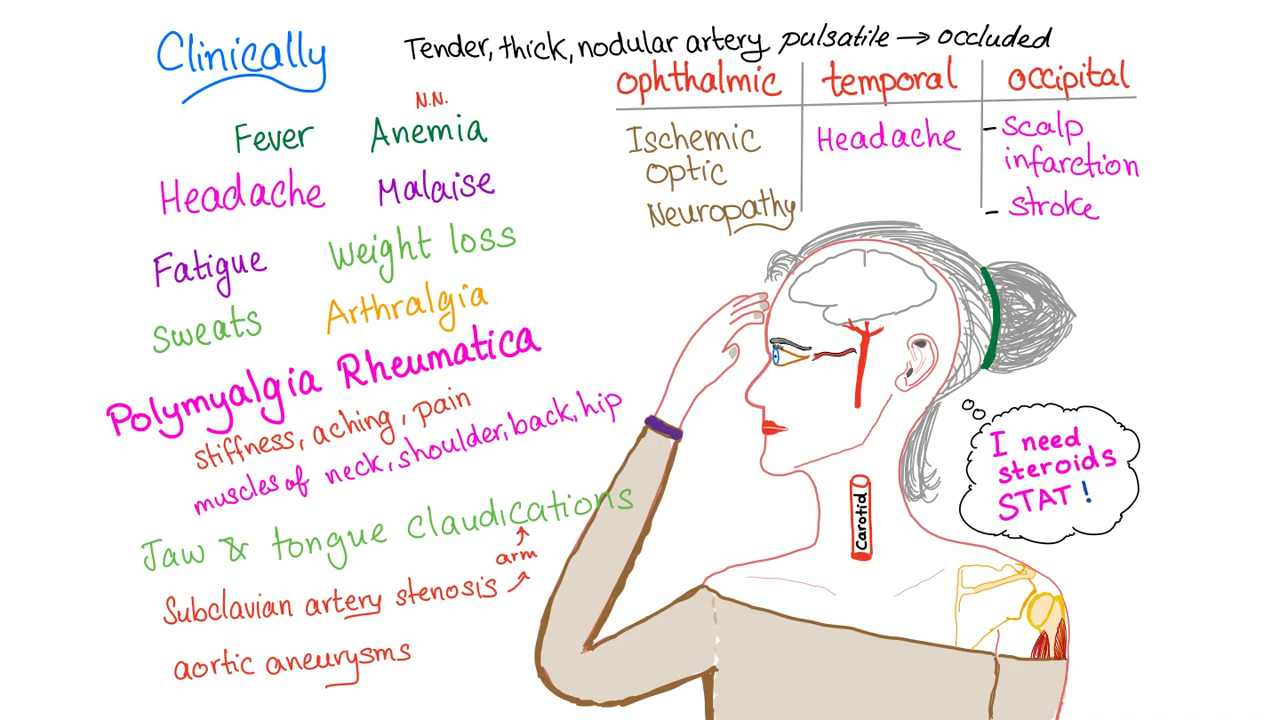 Clinically
Tender, thick, nodular artery pulsatile → occluded
ophthalmic temporal occipital
Ischemic
Optic
Neuropathy
Headache
- Scalp
infarction
- stroke
N.N.
Fever Anemia
Headache Malaise
Fatigue Weight loss
Sweats Arthralgia
Polymyalgia Rheumatica
stiffness, aching, pain
muscles of neck, shoulder, back, hip
Jaw & tongue claudications
arm
Subclavian artery stenosis
aortic aneurysms
Carotid
I need
steroids
STAT!